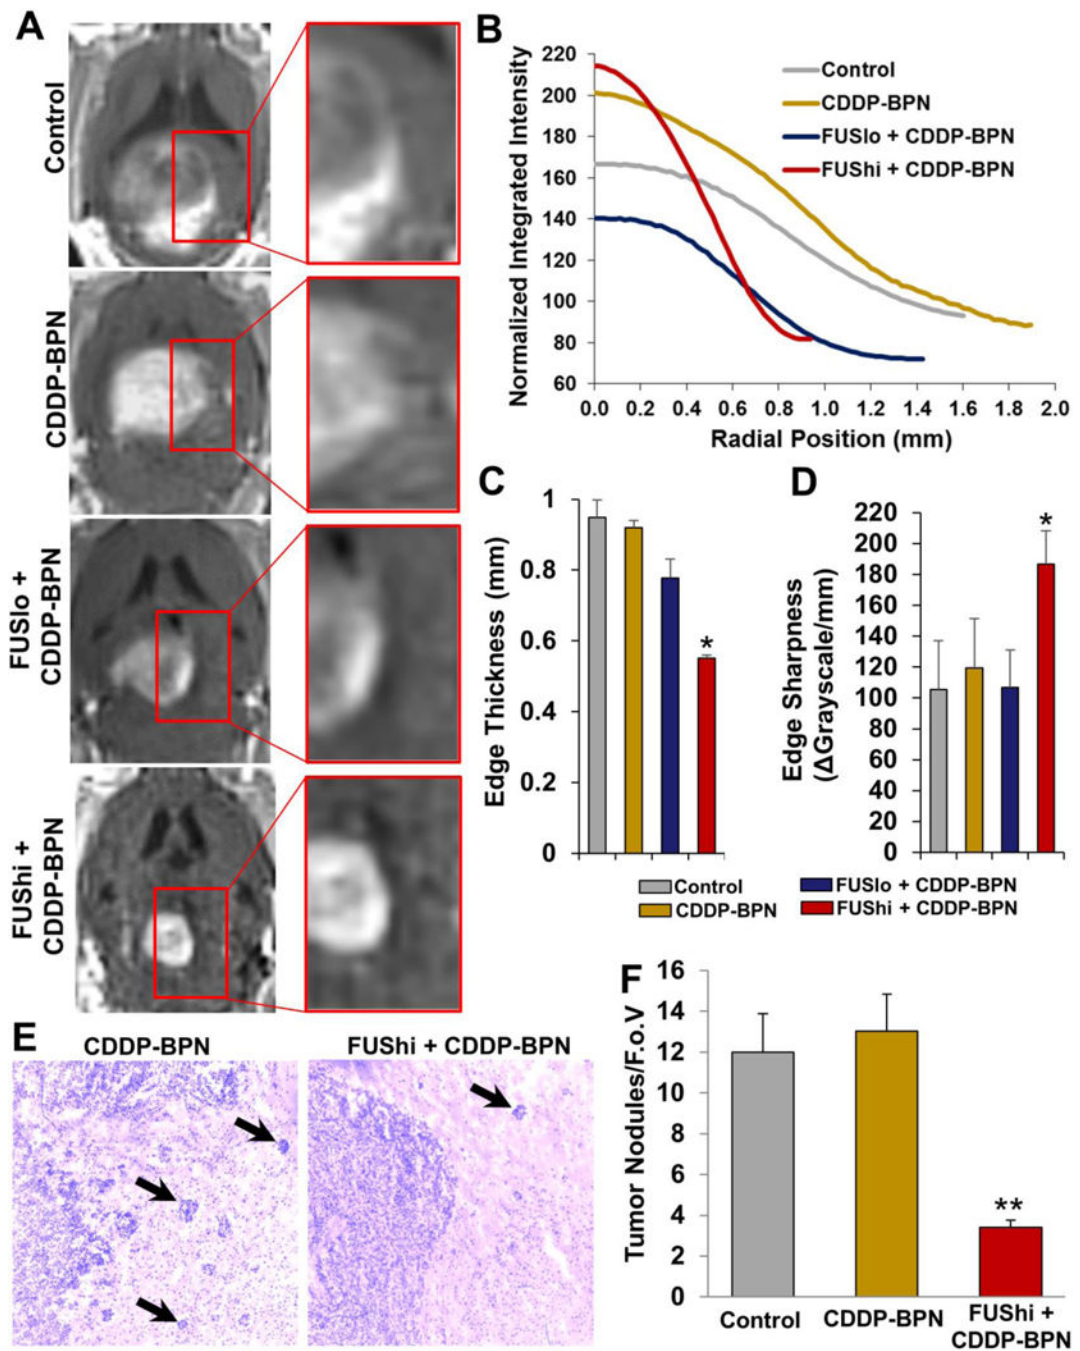 A
Control
CDDP-BPN
FUSlo +
CDDP-BPN
FUShi +
CDDP-BPN
B
Normalized Integrated Intensity
220
200
180
160
140
120
100
80
60
0.0 0.2 0.4 0.6 0.8 1.0 1.2 1.4 1.6 1.8 2.0
Radial Position (mm)
Control
CDDP-BPN
FUSlo + CDDP-BPN
FUShi + CDDP-BPN
C
Edge Thickness (mm)
1
0.8
0.6
0.4
0.2
0
*
D
Edge Sharpness
(ΔGrayscale/mm)
220
200
180
160
140
120
100
80
60
40
20
0
*
Control
CDDP-BPN
FUSlo + CDDP-BPN
FUShi + CDDP-BPN
E
CDDP-BPN
FUShi + CDDP-BPN
F
Tumor Nodules/F.o.V
16
14
12
10
8
6
4
2
0
**
Control
CDDP-BPN
FUShi +
CDDP-BPN